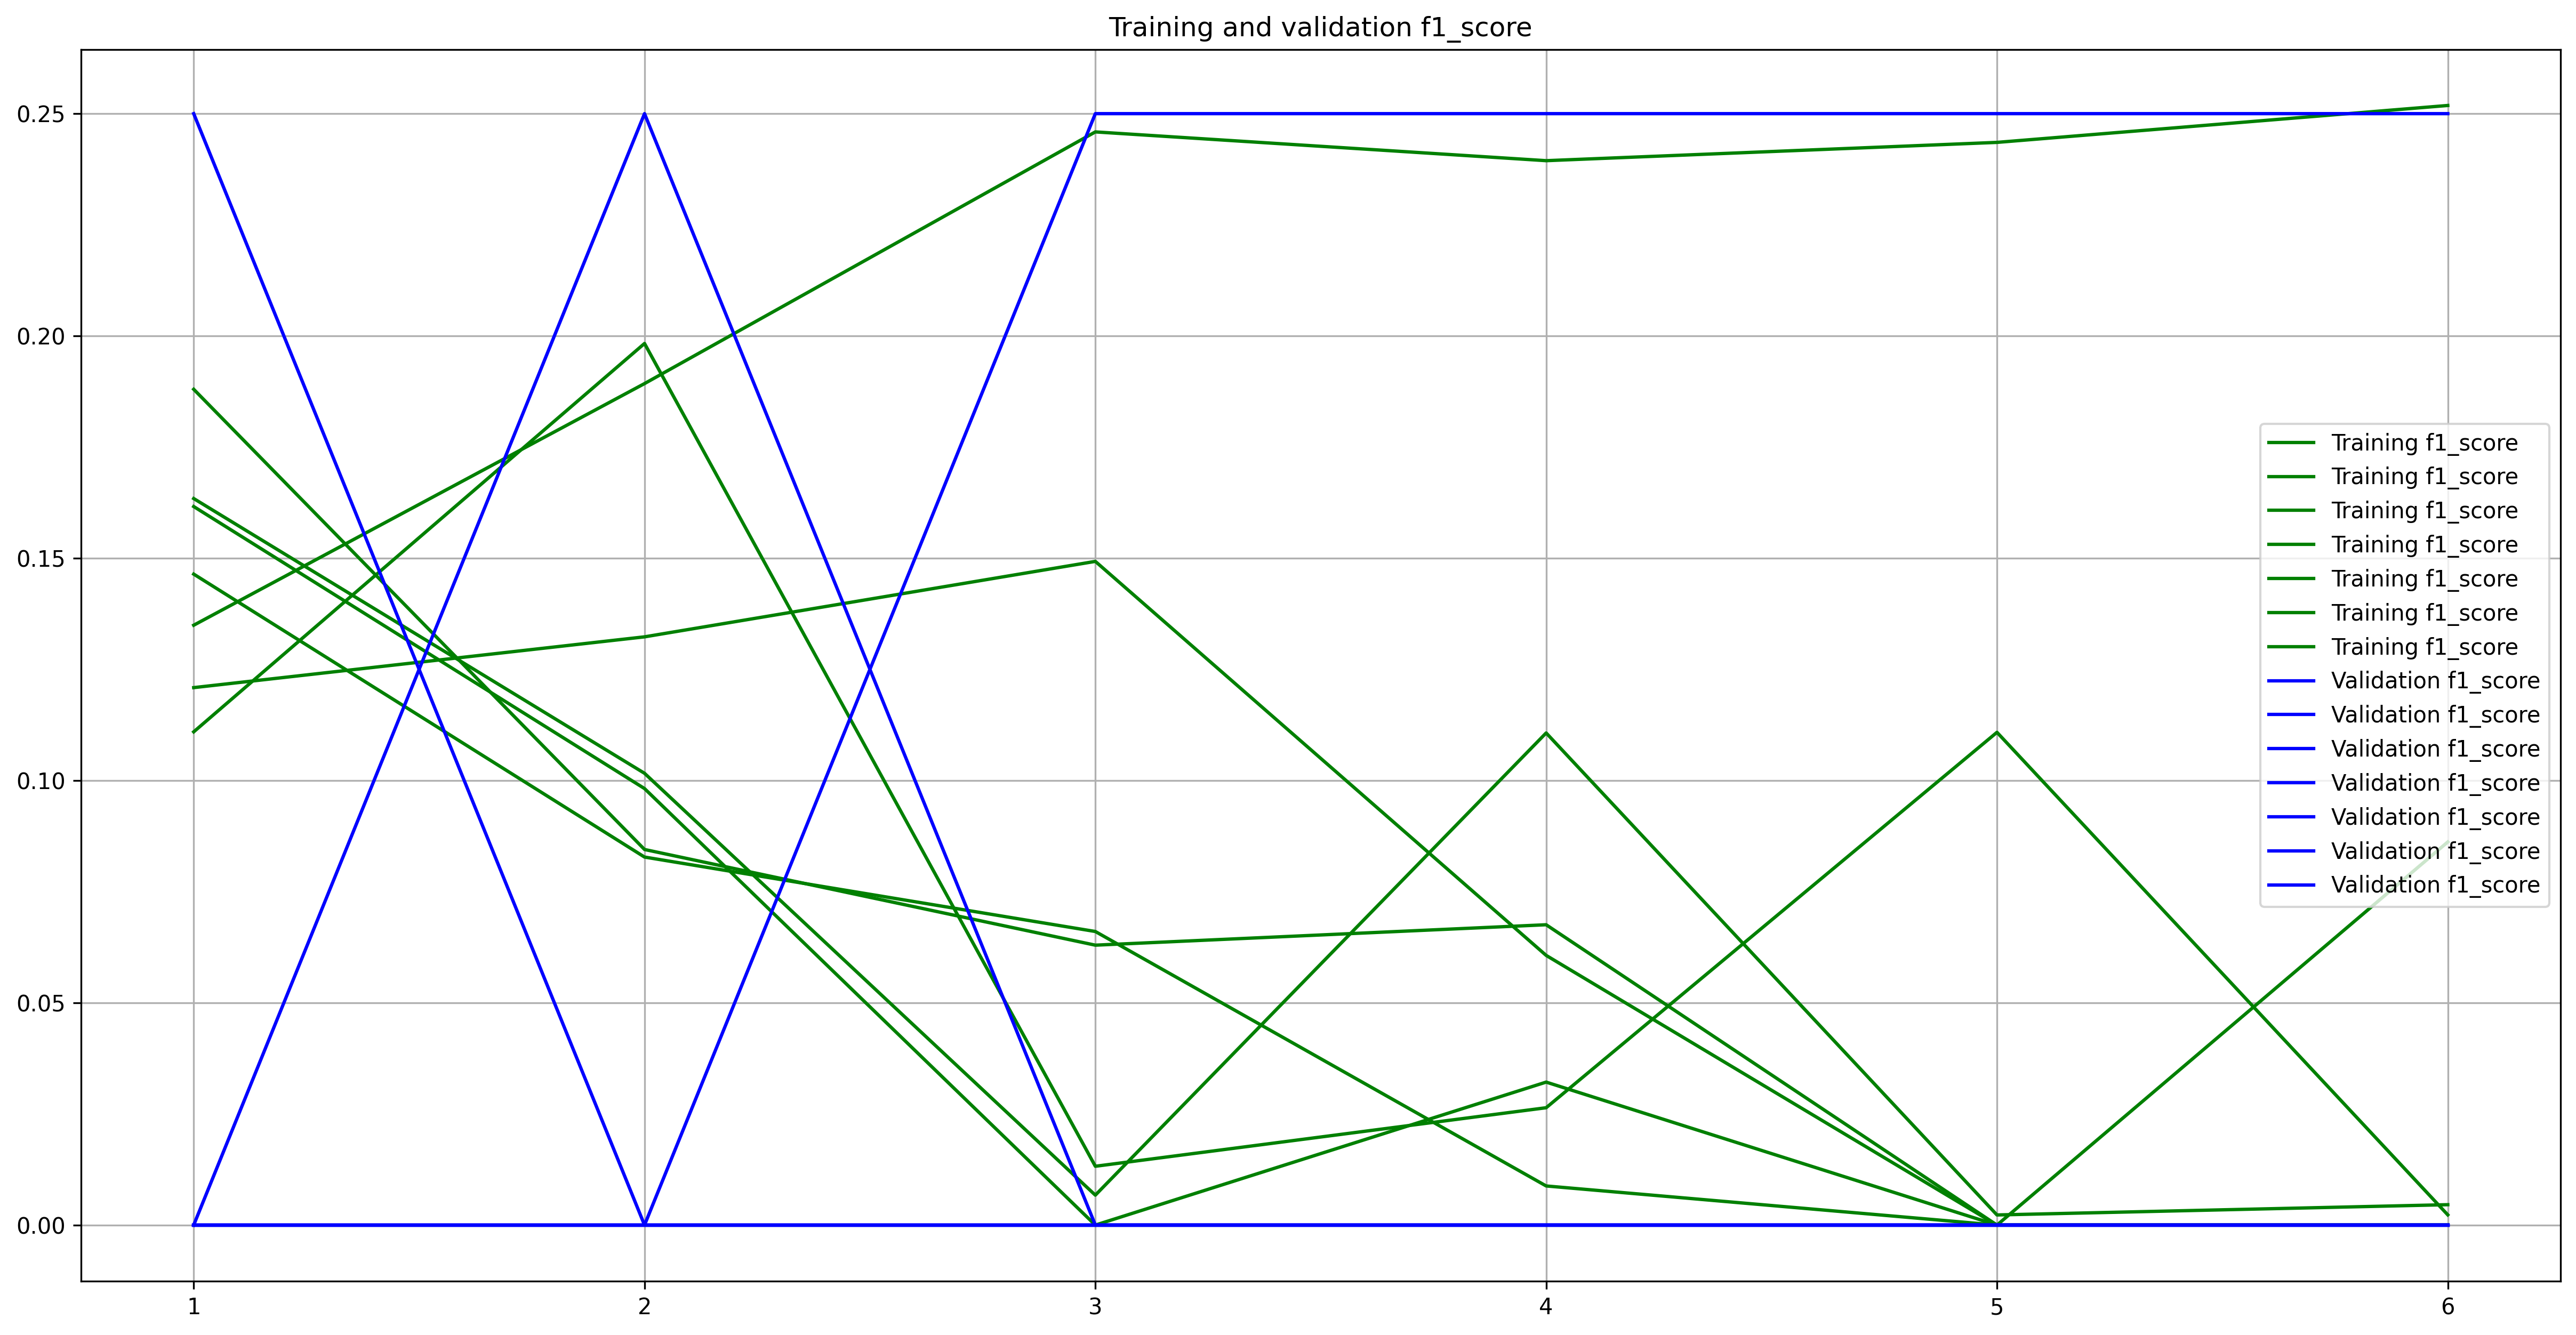 Training and validation f1_score
0.25
0.20
0.15
0.10
0.05
0.00
1 2 3 4 5 6
Training f1_score
Training f1_score
Training f1_score
Training f1_score
Training f1_score
Training f1_score
Training f1_score
Validation f1_score
Validation f1_score
Validation f1_score
Validation f1_score
Validation f1_score
Validation f1_score
Validation f1_score